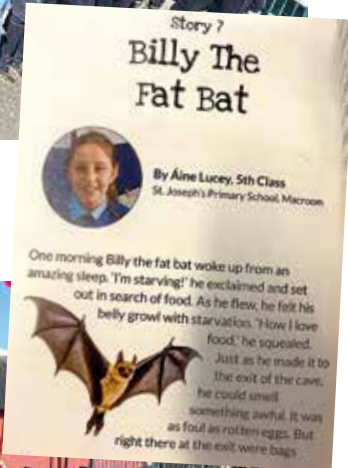 Story 7
Billy The
Fat Bat
By Áine Lucey, 5th Class
St. Joseph's Primary School, Macroom
One morning Billy the fat bat woke up from an
amazing sleep. 'I'm starving!' he exclaimed and set
out in search of food. As he flew, he felt his
belly growl with starvation. 'How I love
food,' he squealed.
Just as he made it to
the exit of the cave,
he could smell
something awful. It was
as foul as rotten eggs. But
right there at the exit were bags